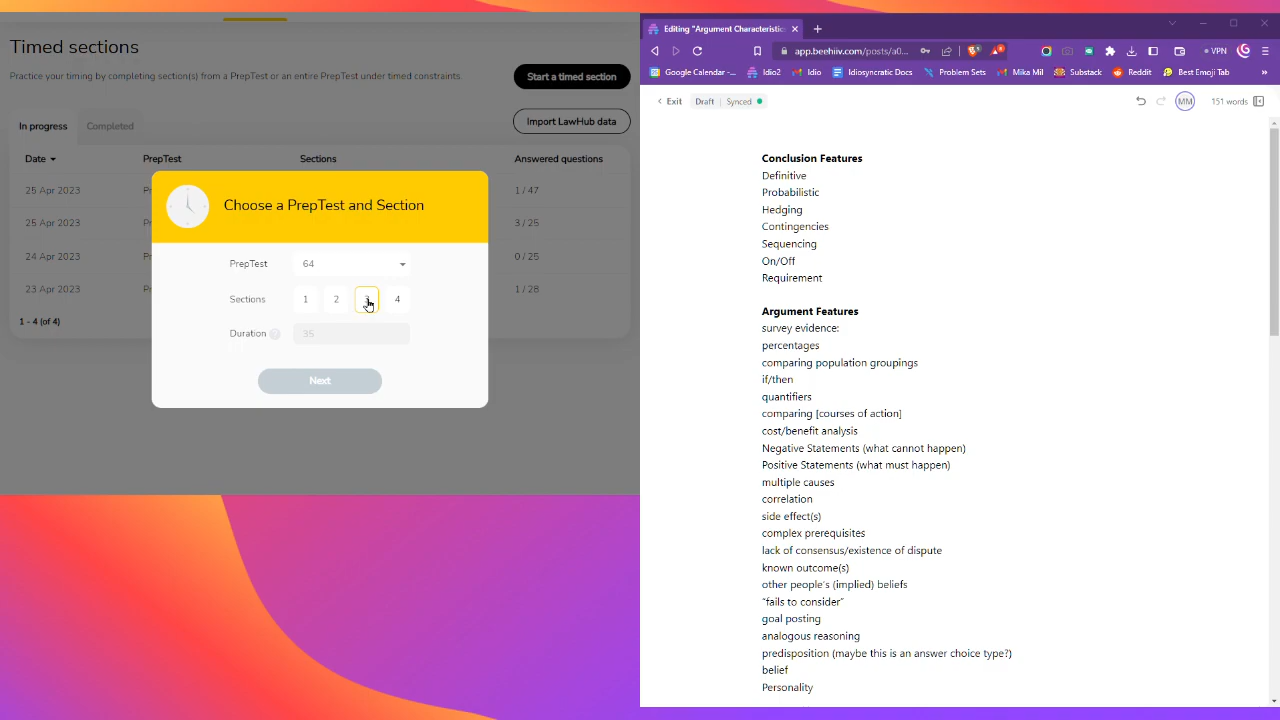 Timed sections
Practice your timing by completing section(s) from a PrepTest or an entire PrepTest under timed constraints.
Start a timed section
Import LawHub data
In progress
Completed
Date
PrepTest
Sections
Answered questions
25 Apr 2023
1 / 47
25 Apr 2023
3 / 25
24 Apr 2023
0 / 25
23 Apr 2023
1 / 28
1 - 4 (of 4)
Choose a PrepTest and Section
PrepTest
64
Sections
1
2
3
4
Duration
?
35
Next
Editing "Argument Characteristic
app.beehiiv.com/posts/a0...
VPN
Google Calendar -...
Idio2
Idio
Idiosyncratic Docs
Problem Sets
Mika Mil
Substack
Reddit
Best Emoji Tab
Exit
Draft
Synced
MM
151 words
Conclusion Features
Definitive
Probabilistic
Hedging
Contingencies
Sequencing
On/Off
Requirement
Argument Features
survey evidence:
percentages
comparing population groupings
if/then
quantifiers
comparing [courses of action]
cost/benefit analysis
Negative Statements (what cannot happen)
Positive Statements (what must happen)
multiple causes
correlation
side effect(s)
complex prerequisites
lack of consensus/existence of dispute
known outcome(s)
other people's (implied) beliefs
"fails to consider"
goal posting
analogous reasoning
predisposition (maybe this is an answer choice type?)
belief
Personality